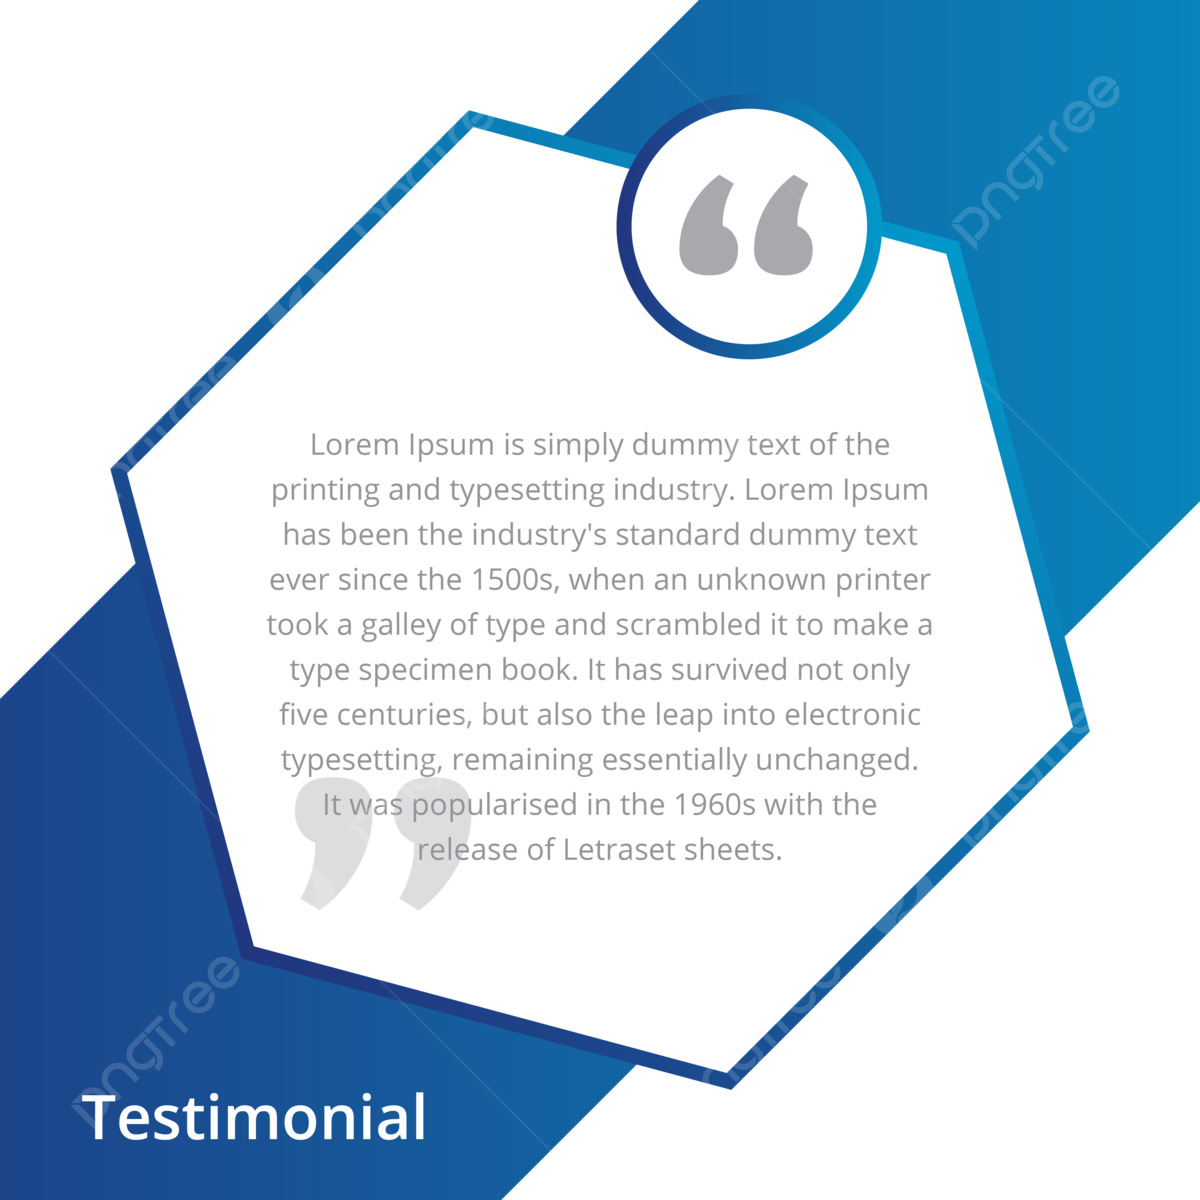 Lorem Ipsum is simply dummy text of the
printing and typesetting industry. Lorem Ipsum
has been the industry's standard dummy text
ever since the 1500s, when an unknown printer
took a galley of type and scrambled it to make a
type specimen book. It has survived not only
five centuries, but also the leap into electronic
typesetting, remaining essentially unchanged.
It was popularised in the 1960s with the
release of Letraset sheets.
Testimonial
pngtree
pngtree